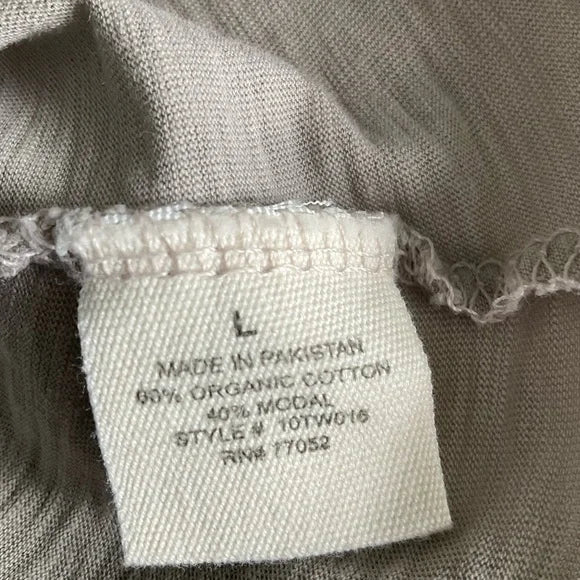 L
MADE IN PAKISTAN
60% ORGANIC COTTON
40% MODAL
STYLE # 10TW016
RN# 77052